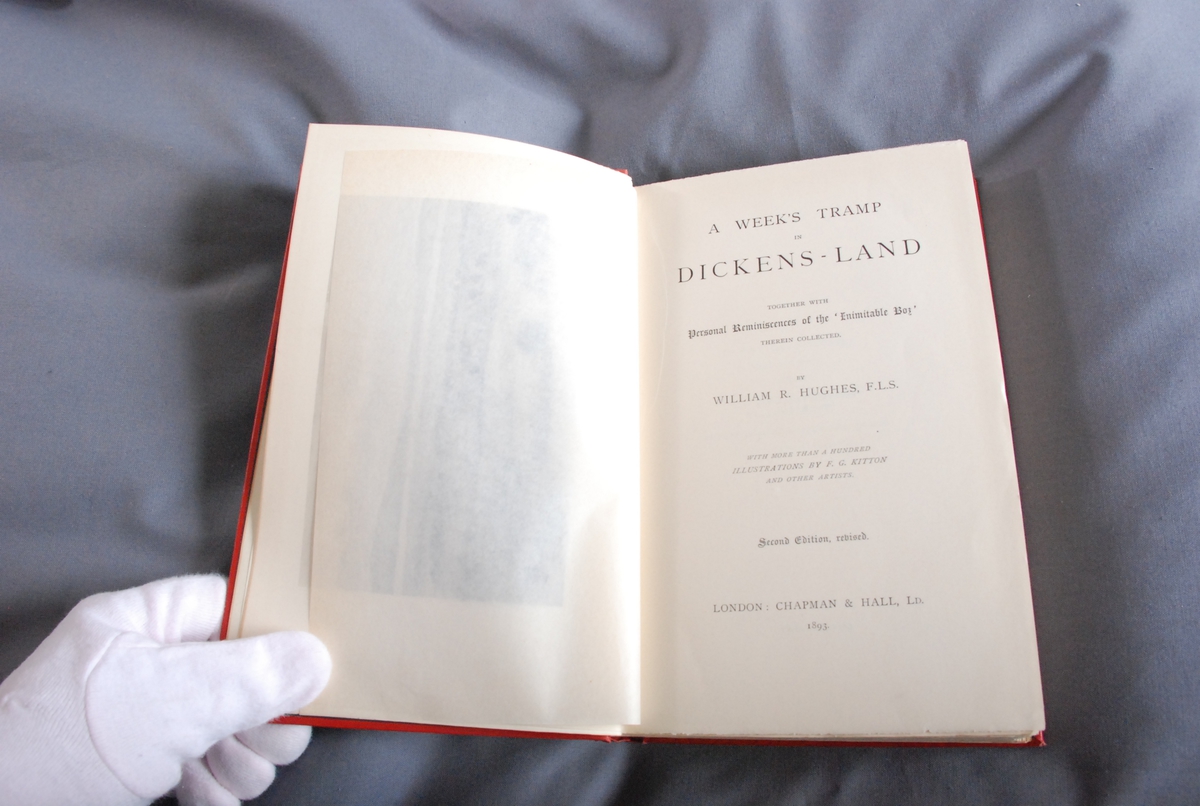 A WEEK'S TRAMP
IN
DICKENS-LAND
TOGETHER WITH
Personal Reminiscences of the 'Inimitable Boz'
THEREIN COLLECTED.
BY
WILLIAM R. HUGHES, F.L.S.
WITH MORE THAN A HUNDRED
ILLUSTRATIONS BY F. G. KITTON
AND OTHER ARTISTS.
Second Edition, revised.
LONDON: CHAPMAN & HALL, LD.
1893.